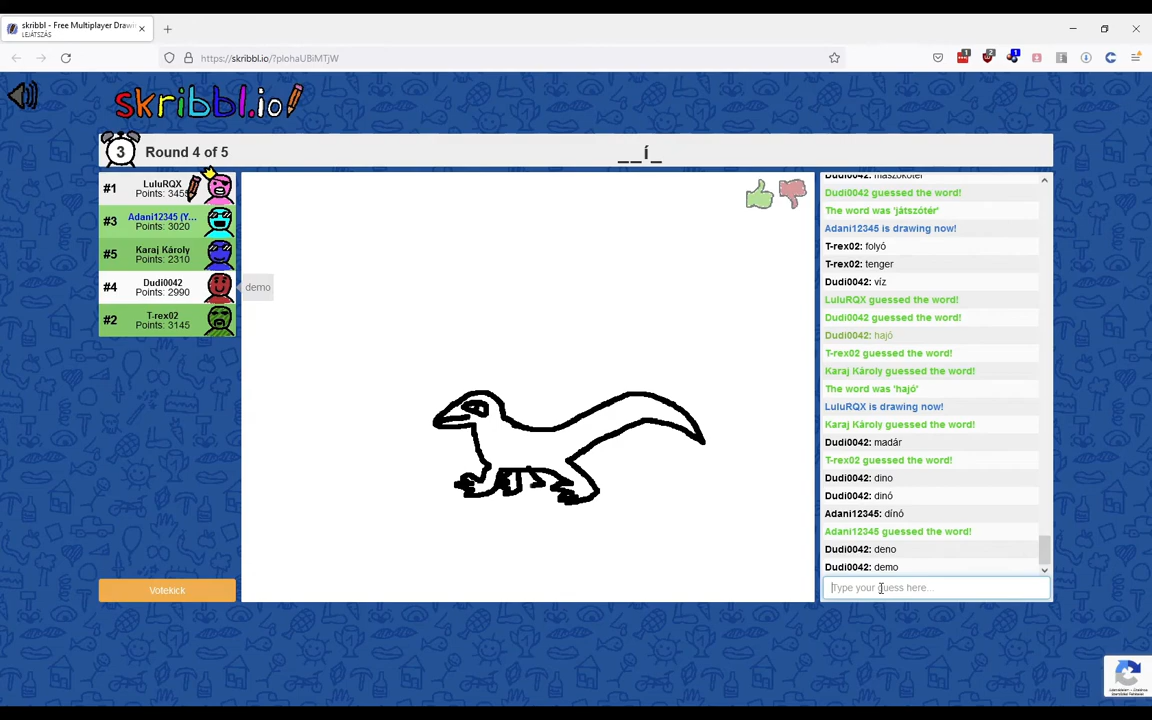 skribbl - Free Multiplayer Drawin
LEJÁTSZÁS
https://skribbl.io/?plohaUBiMTjW
skribbl.io
3
Round 4 of 5
__í_
#1
LuluRQX
Points: 3455
#3
Adani12345 (Y...
Points: 3020
#5
Karaj Károly
Points: 2310
#4
Dudi0042
Points: 2990
demo
#2
T-rex02
Points: 3145
Votekick
Dudi0042 guessed the word!
The word was 'játszótér'
Adani12345 is drawing now!
T-rex02: folyó
T-rex02: tenger
Dudi0042: víz
LuluRQX guessed the word!
Dudi0042 guessed the word!
Dudi0042: hajó
T-rex02 guessed the word!
Karaj Károly guessed the word!
The word was 'hajó'
LuluRQX is drawing now!
Karaj Károly guessed the word!
Dudi0042: madár
T-rex02 guessed the word!
Dudi0042: dino
Dudi0042: dinó
Adani12345: dínó
Adani12345 guessed the word!
Dudi0042: deno
Dudi0042: demo
Type your guess here...